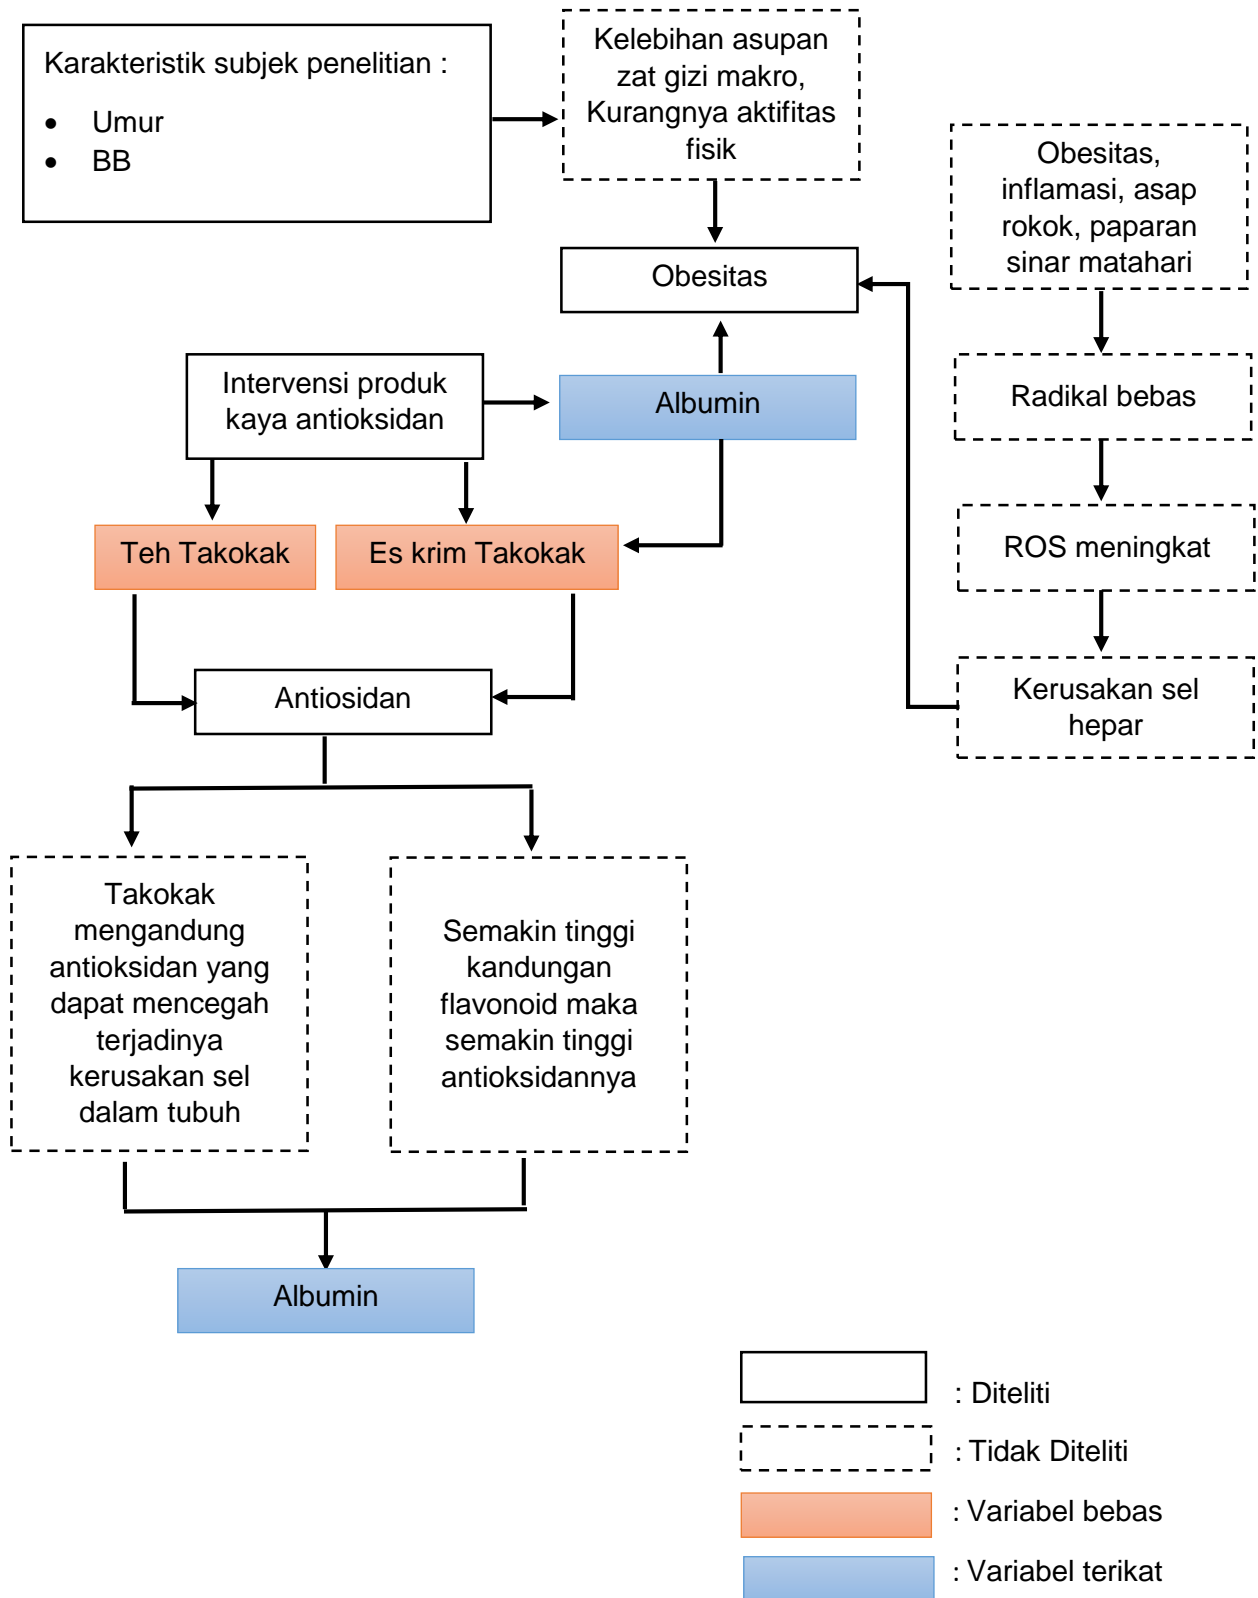 Karakteristik subjek penelitian :
• Umur
• BB
Kelebihan asupan
zat gizi makro,
Kurangnya aktifitas
fisik
Obesitas,
inflamasi, asap
rokok, paparan
sinar matahari
Obesitas
Intervensi produk
kaya antioksidan
Albumin
Radikal bebas
Teh Takokak
Es krim Takokak
ROS meningkat
Antiosidan
Kerusakan sel
hepar
Takokak
mengandung
antioksidan yang
dapat mencegah
terjadinya
kerusakan sel
dalam tubuh
Semakin tinggi
kandungan
flavonoid maka
semakin tinggi
antioksidannya
Albumin
: Diteliti
: Tidak Diteliti
: Variabel bebas
: Variabel terikat